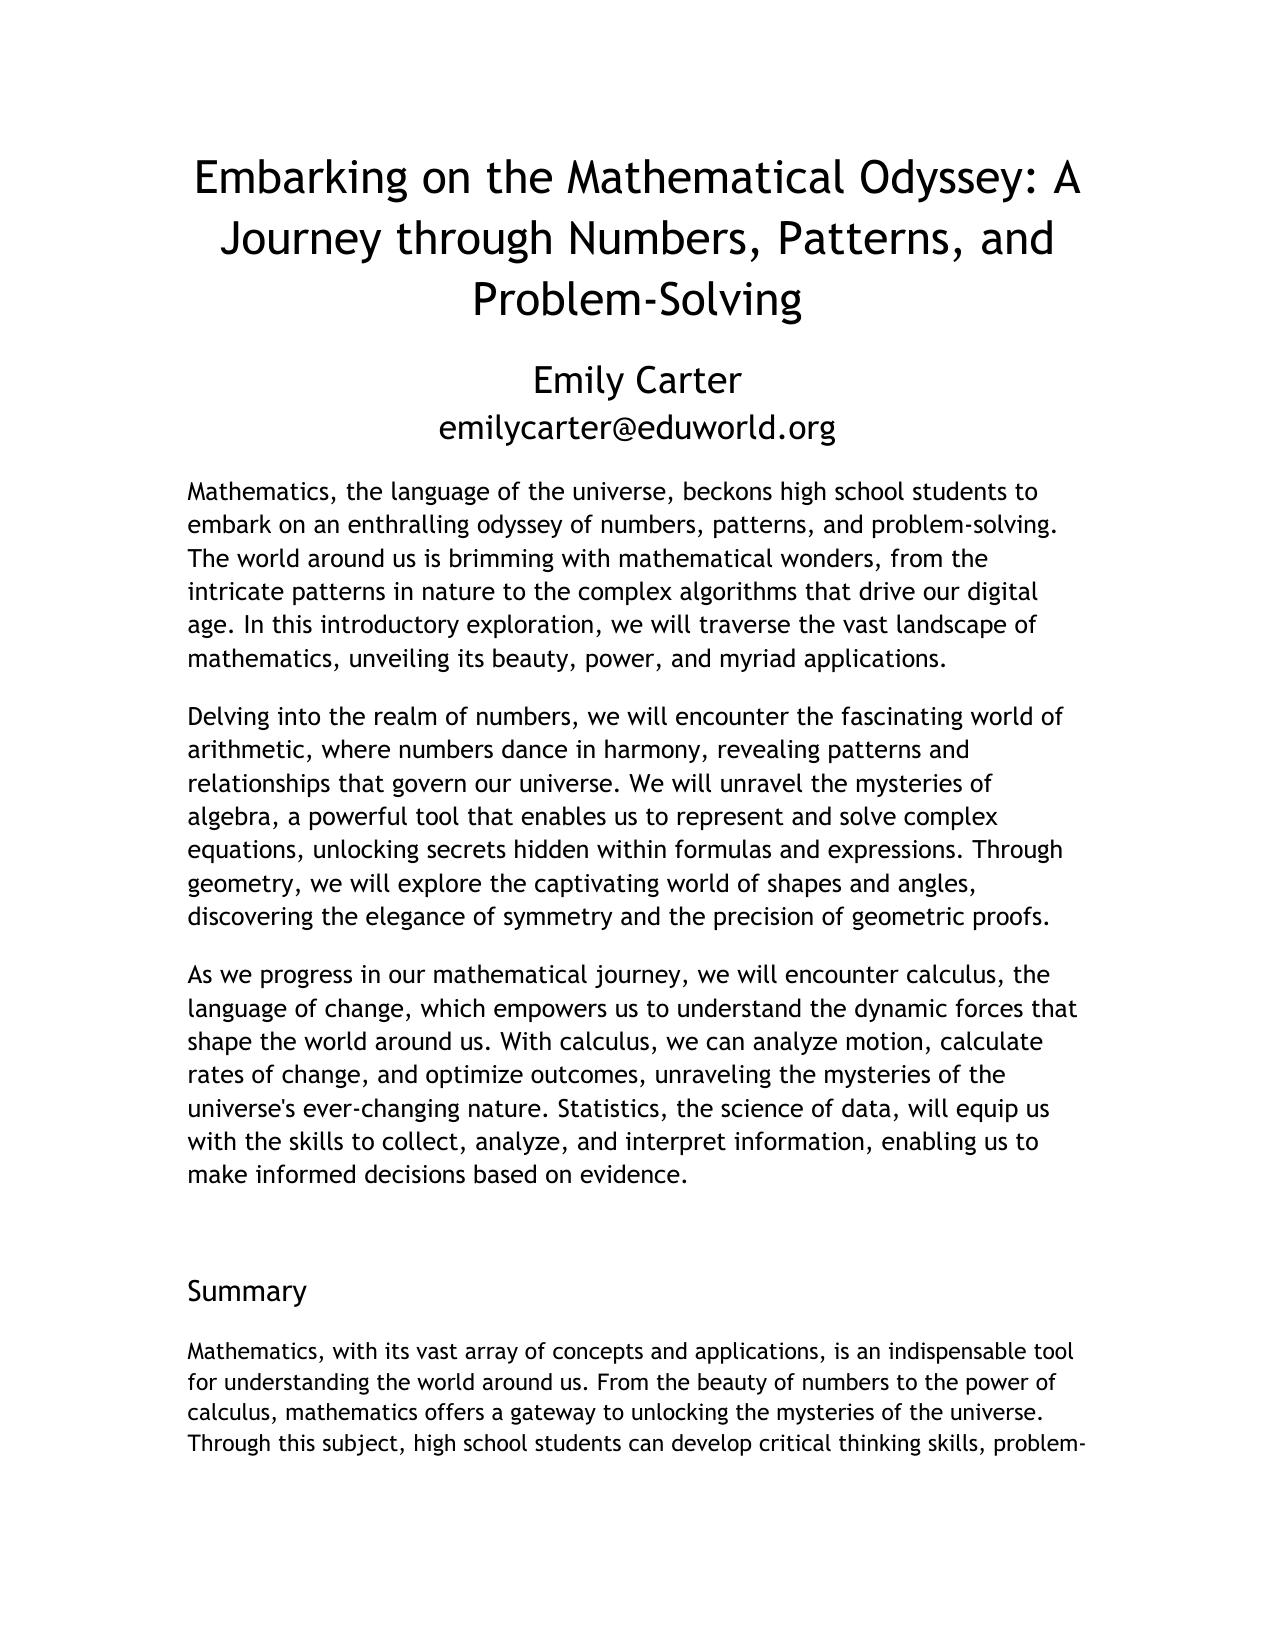 Embarking on the Mathematical Odyssey: A
Journey through Numbers, Patterns, and
Problem-Solving
Emily Carter
emilycarter@eduworld.org
Mathematics, the language of the universe, beckons high school students to
embark on an enthralling odyssey of numbers, patterns, and problem-solving.
The world around us is brimming with mathematical wonders, from the
intricate patterns in nature to the complex algorithms that drive our digital
age. In this introductory exploration, we will traverse the vast landscape of
mathematics, unveiling its beauty, power, and myriad applications.
Delving into the realm of numbers, we will encounter the fascinating world of
arithmetic, where numbers dance in harmony, revealing patterns and
relationships that govern our universe. We will unravel the mysteries of
algebra, a powerful tool that enables us to represent and solve complex
equations, unlocking secrets hidden within formulas and expressions. Through
geometry, we will explore the captivating world of shapes and angles,
discovering the elegance of symmetry and the precision of geometric proofs.
As we progress in our mathematical journey, we will encounter calculus, the
language of change, which empowers us to understand the dynamic forces that
shape the world around us. With calculus, we can analyze motion, calculate
rates of change, and optimize outcomes, unraveling the mysteries of the
universe's ever-changing nature. Statistics, the science of data, will equip us
with the skills to collect, analyze, and interpret information, enabling us to
make informed decisions based on evidence.
Summary
Mathematics, with its vast array of concepts and applications, is an indispensable tool
for understanding the world around us. From the beauty of numbers to the power of
calculus, mathematics offers a gateway to unlocking the mysteries of the universe.
Through this subject, high school students can develop critical thinking skills, problem-